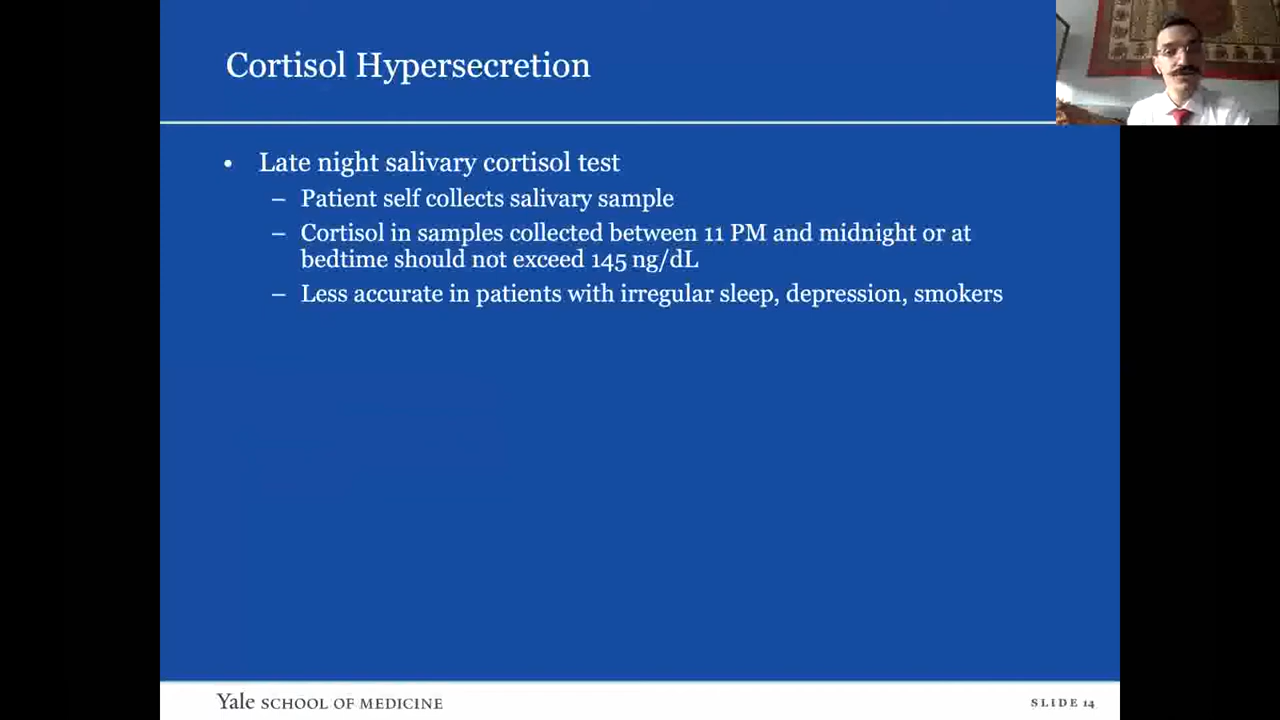 Cortisol Hypersecretion
• Late night salivary cortisol test
– Patient self collects salivary sample
– Cortisol in samples collected between 11 PM and midnight or at
bedtime should not exceed 145 ng/dL
– Less accurate in patients with irregular sleep, depression, smokers
Yale SCHOOL OF MEDICINE
SLIDE 14